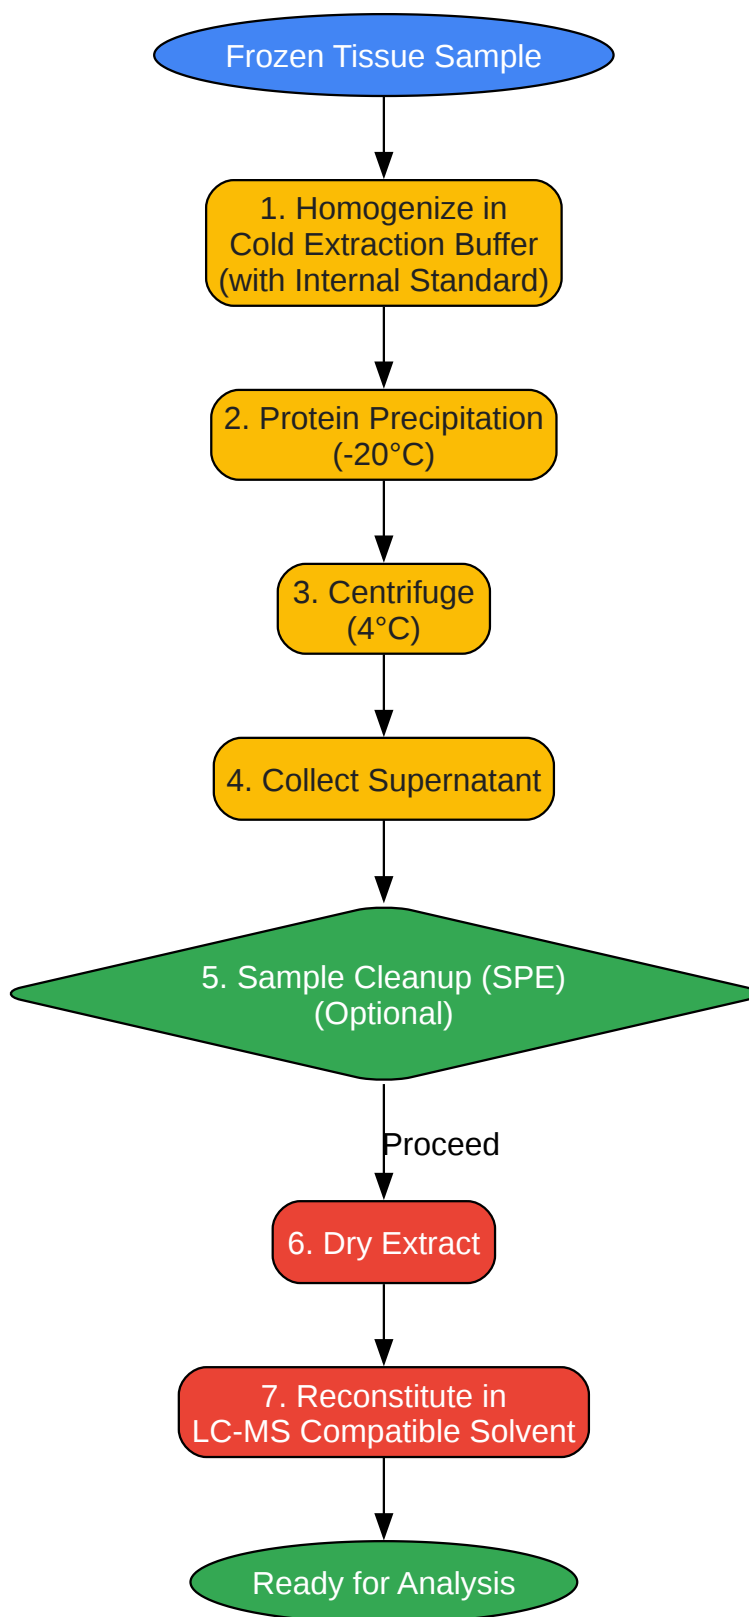 Frozen Tissue Sample
1. Homogenize in
Cold Extraction Buffer
(with Internal Standard)
2. Protein Precipitation
(-20°C)
3. Centrifuge
(4°C)
4. Collect Supernatant
5. Sample Cleanup (SPE)
(Optional)
Proceed
6. Dry Extract
7. Reconstitute in
LC-MS Compatible Solvent
Ready for Analysis